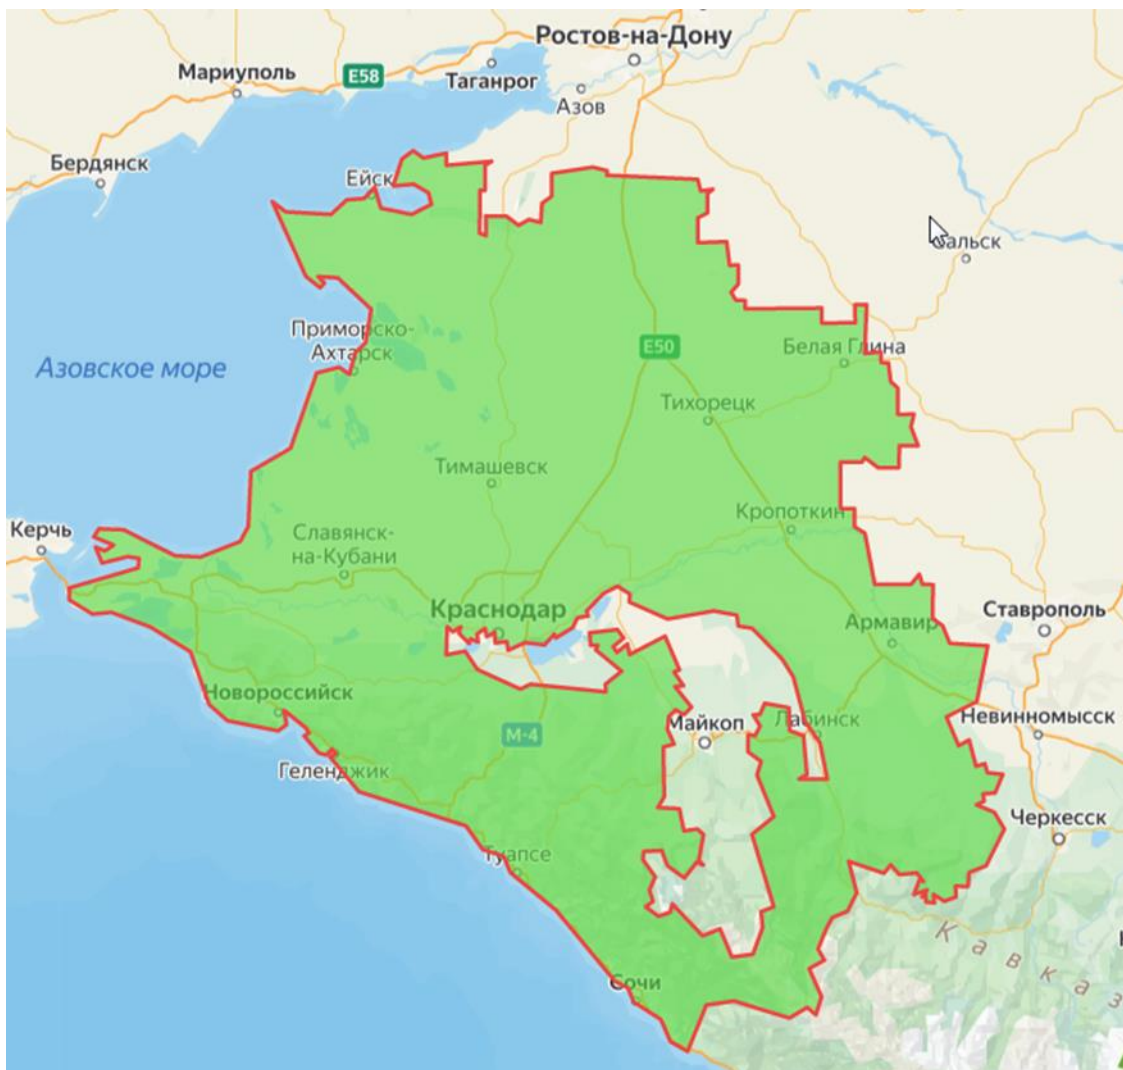 Ростов-на-Дону
Мариуполь
E58
Таганрог
Азов
Бердянск
Ейск
Сальск
Приморско-
Ахтарск
E50
Белая Глина
Азовское море
Тихорецк
Тимашевск
Кропоткин
Керчь
Славянск-
на-Кубани
Краснодар
Ставрополь
Армавир
Новороссийск
М-4
Майкоп
Лабинск
Невинномысск
Геленджик
Черкесск
Туапсе
Кавказ
Сочи